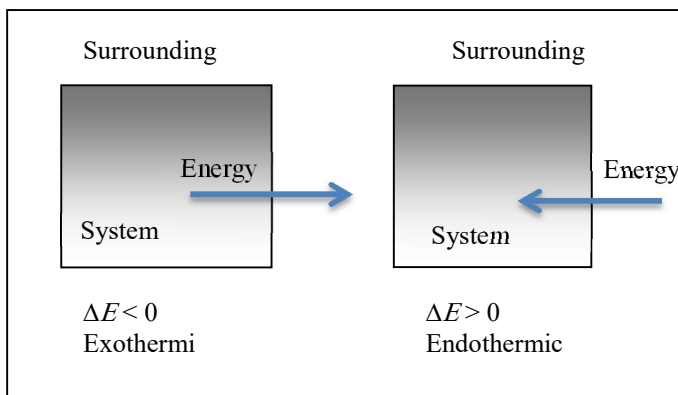 Surrounding
Energy
System
ΔE < 0
Exothermi
Surrounding
Energy
System
ΔE > 0
Endothermic